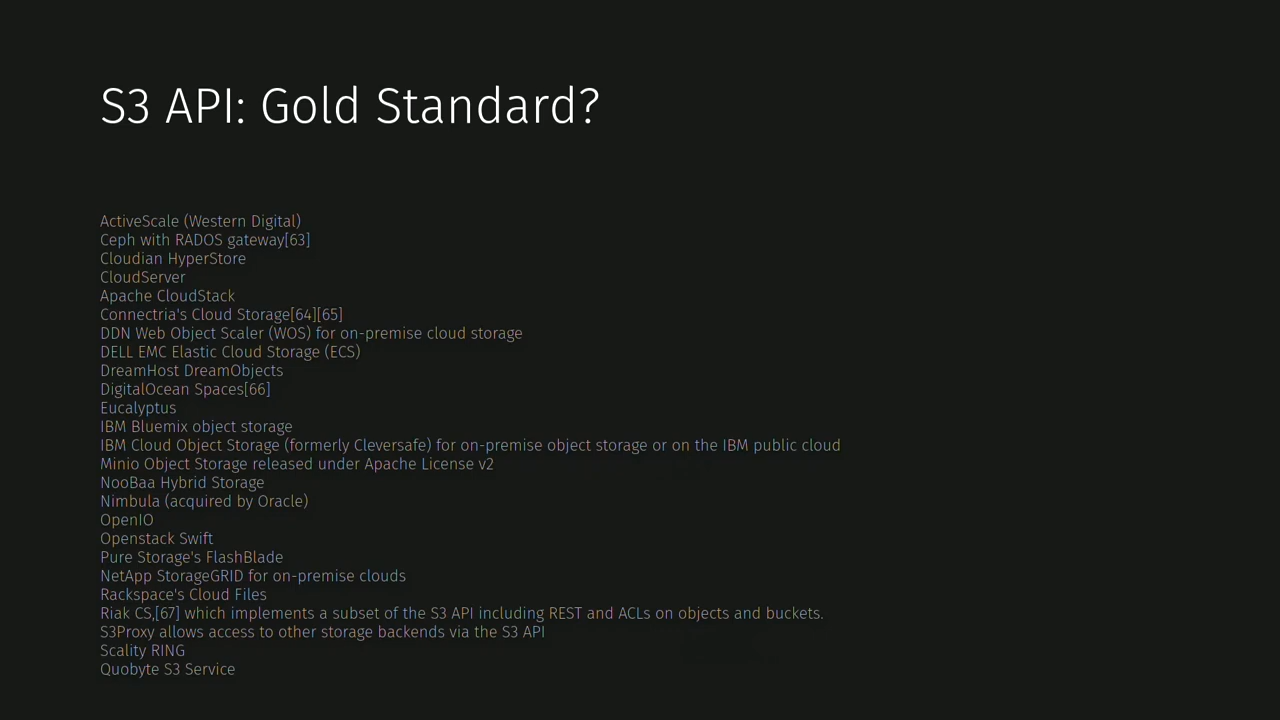 S3 API: Gold Standard?
ActiveScale (Western Digital)
Ceph with RADOS gateway[63]
Cloudian HyperStore
CloudServer
Apache CloudStack
Connectria's Cloud Storage[64][65]
DDN Web Object Scaler (WOS) for on-premise cloud storage
DELL EMC Elastic Cloud Storage (ECS)
DreamHost DreamObjects
DigitalOcean Spaces[66]
Eucalyptus
IBM Bluemix object storage
IBM Cloud Object Storage (formerly Cleversafe) for on-premise object storage or on the IBM public cloud
Minio Object Storage released under Apache License v2
NooBaa Hybrid Storage
Nimbula (acquired by Oracle)
OpenIO
Openstack Swift
Pure Storage's FlashBlade
NetApp StorageGRID for on-premise clouds
Rackspace's Cloud Files
Riak CS,[67] which implements a subset of the S3 API including REST and ACLs on objects and buckets.
S3Proxy allows access to other storage backends via the S3 API
Scality RING
Quobyte S3 Service